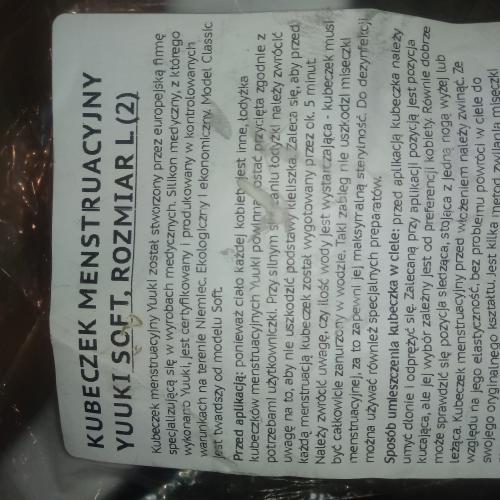 KUBECZEK MENSTRUACYJNY
YUUKI SOFT, ROZMIAR L (2)
Kubeczek menstruacyjny Yuuki został stworzony przez europejską firmę
specjalizującą się w wyrobach medycznych. Silikon medyczny, z którego
wykonano Yuuki, jest certyfikowany i produkowany w kontrolowanych
warunkach na terenie Niemiec. Ekologiczny i ekonomiczny. Model Classic
jest twardszy od modelu Soft.
Przed aplikacją: ponieważ ciało każdej kobiety jest inne, łodyżka
kubeczków menstruacyjnych Yuuki powinna zostać przycięta zgodnie z
potrzebami użytkowniczki. Przy silnym łodyżki należy zwrócić
uwagę na to, aby nie uszkodzić podstawy kieliszka. Zaleca się, aby przed
każdą menstruacją kubeczek został wygotowany przez ok. 5 minut.
Należy zwrócić uwagę, czy ilość wody jest wystarczająca - kubeczek musi
być całkowicie zanurzony w wodzie. Taki zabieg nie uszkodzi miseczki
menstruacyjnej, za to zapewni jej maksymalną sterylność. Do dezynfekcji
można używać również specjalnych preparatów.
Sposób umieszczenia kubeczka w ciele: przed aplikacją kubeczka należy
umyć dłonie i odprężyć się. Zalecaną przy aplikacji pozycją jest pozycja
kucająca, ale jej wybór zależny jest od preferencji kobiety. Równie dobrze
może sprawdzić się pozycja siedząca, stojąca z jedną nogą wyżej lub
leżąca. Kubeczek menstruacyjny przed włożeniem należy zwinąć. Ze
względu na jego elastyczność, bez problemu powróci w ciele do
swojego oryginalnego kształtu. Jest kilka metod zwijania miseczki